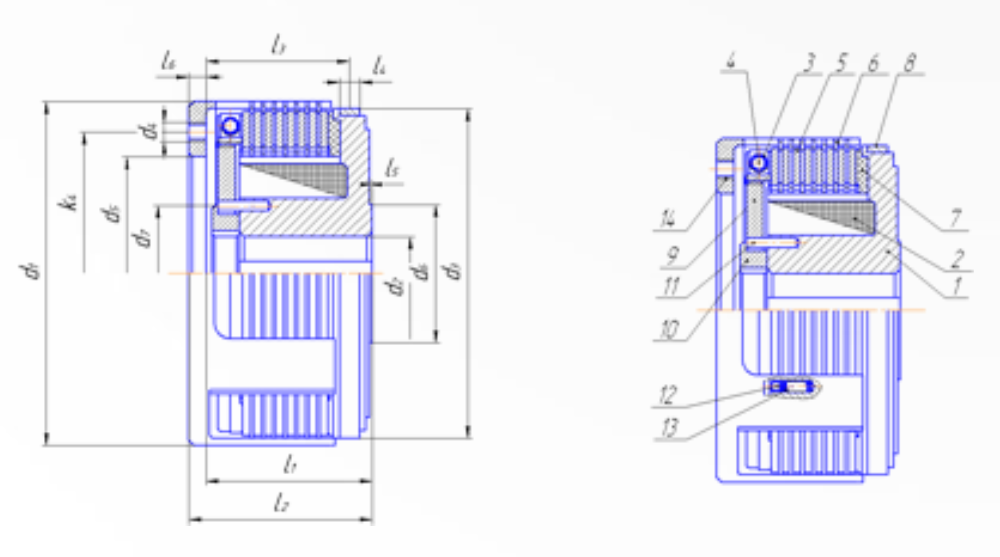 l₃
l₆
l₄
d₄
l₅
k₄
d₅
d₇
d₁
d₂
d₆
d₃
l₁
l₂
4
3
5
6
8
14
9
11
10
12
13
7
2
1